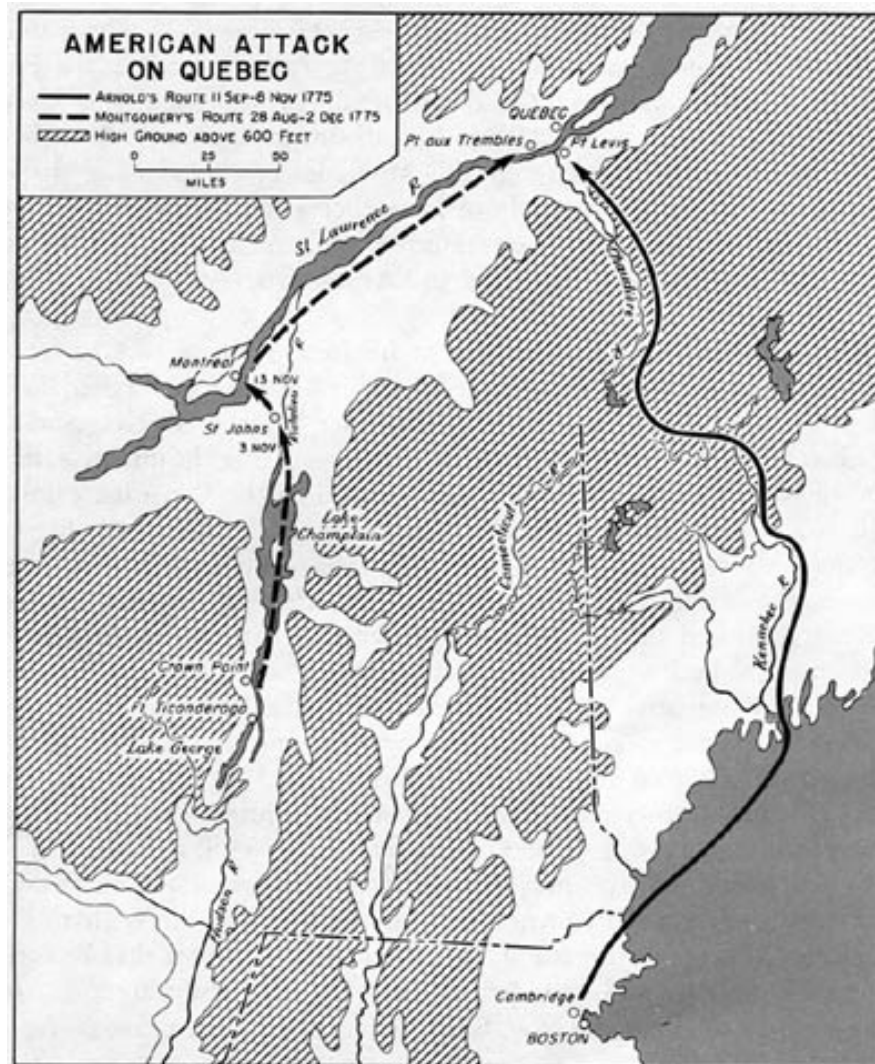 AMERICAN ATTACK
ON QUEBEC
ARNOLD'S ROUTE 11 SEP-8 NOV 1775
MONTGOMERY'S ROUTE 28 AUG-2 DEC 1775
HIGH GROUND ABOVE 600 FEET
0 25 50
MILES
QUEBEC
Pt aux Trembles
Pt Levis
St Lawrence R
Chaudière R
Montreal
13 NOV
St Johns
3 NOV
Richelieu R
Lake
Champlain
Connecticut R
Kennebec R
Crown Point
Ft Ticonderoga
Lake George
Hudson R
Cambridge
BOSTON